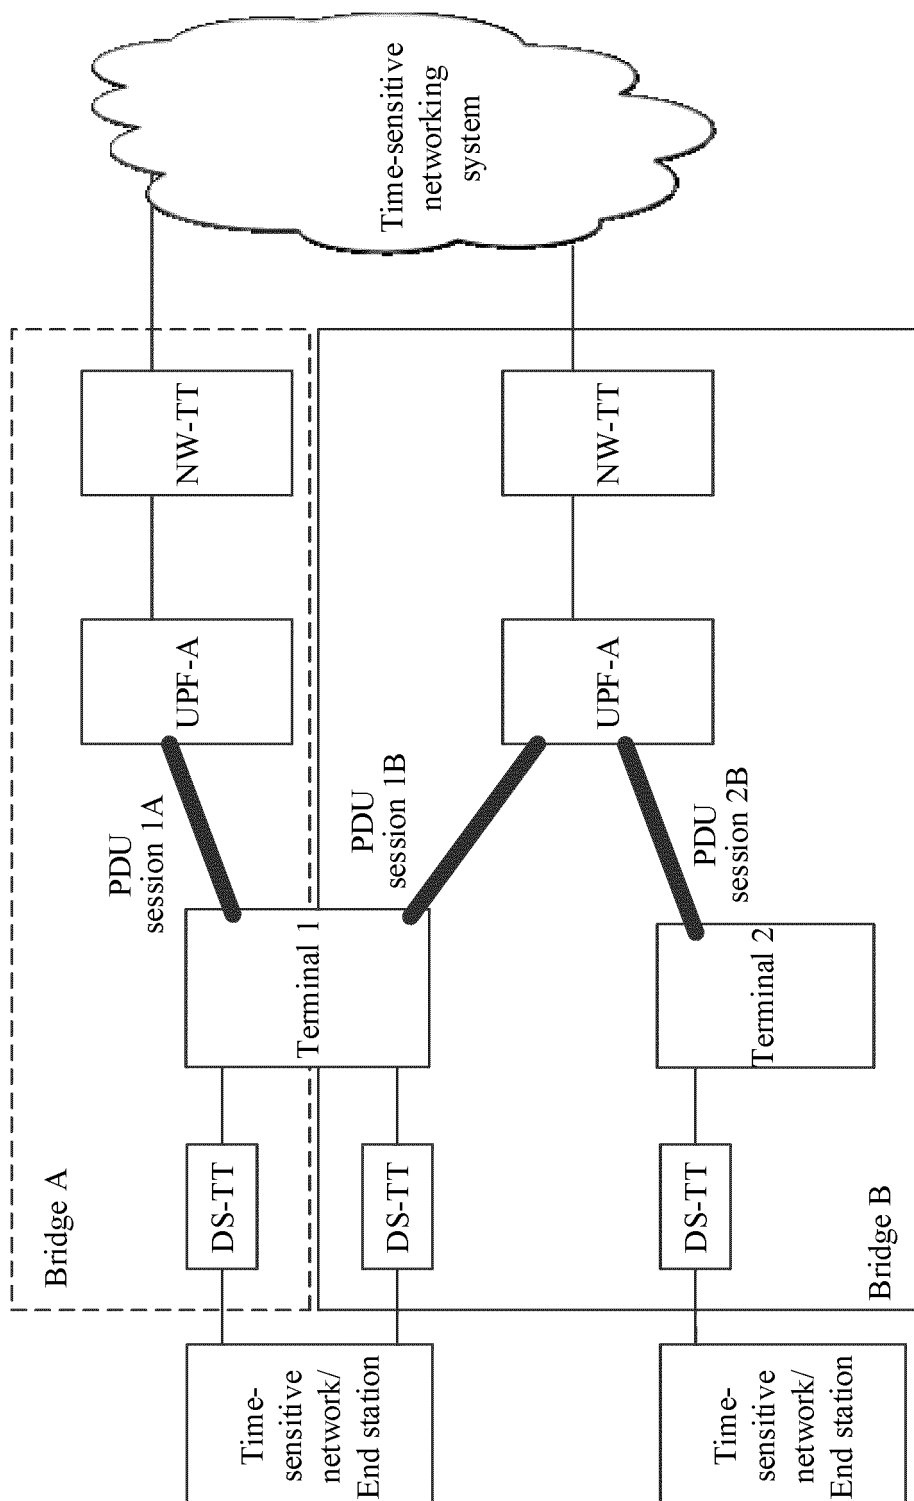 Time-
sensitive
network/
End station
Time-
sensitive
network/
End station
Bridge A
DS-TT
DS-TT
DS-TT
Bridge B
Terminal 1
Terminal 2
PDU
session 1A
PDU
session 1B
PDU
session 2B
UPF-A
UPF-A
NW-TT
NW-TT
Time-sensitive
networking
system